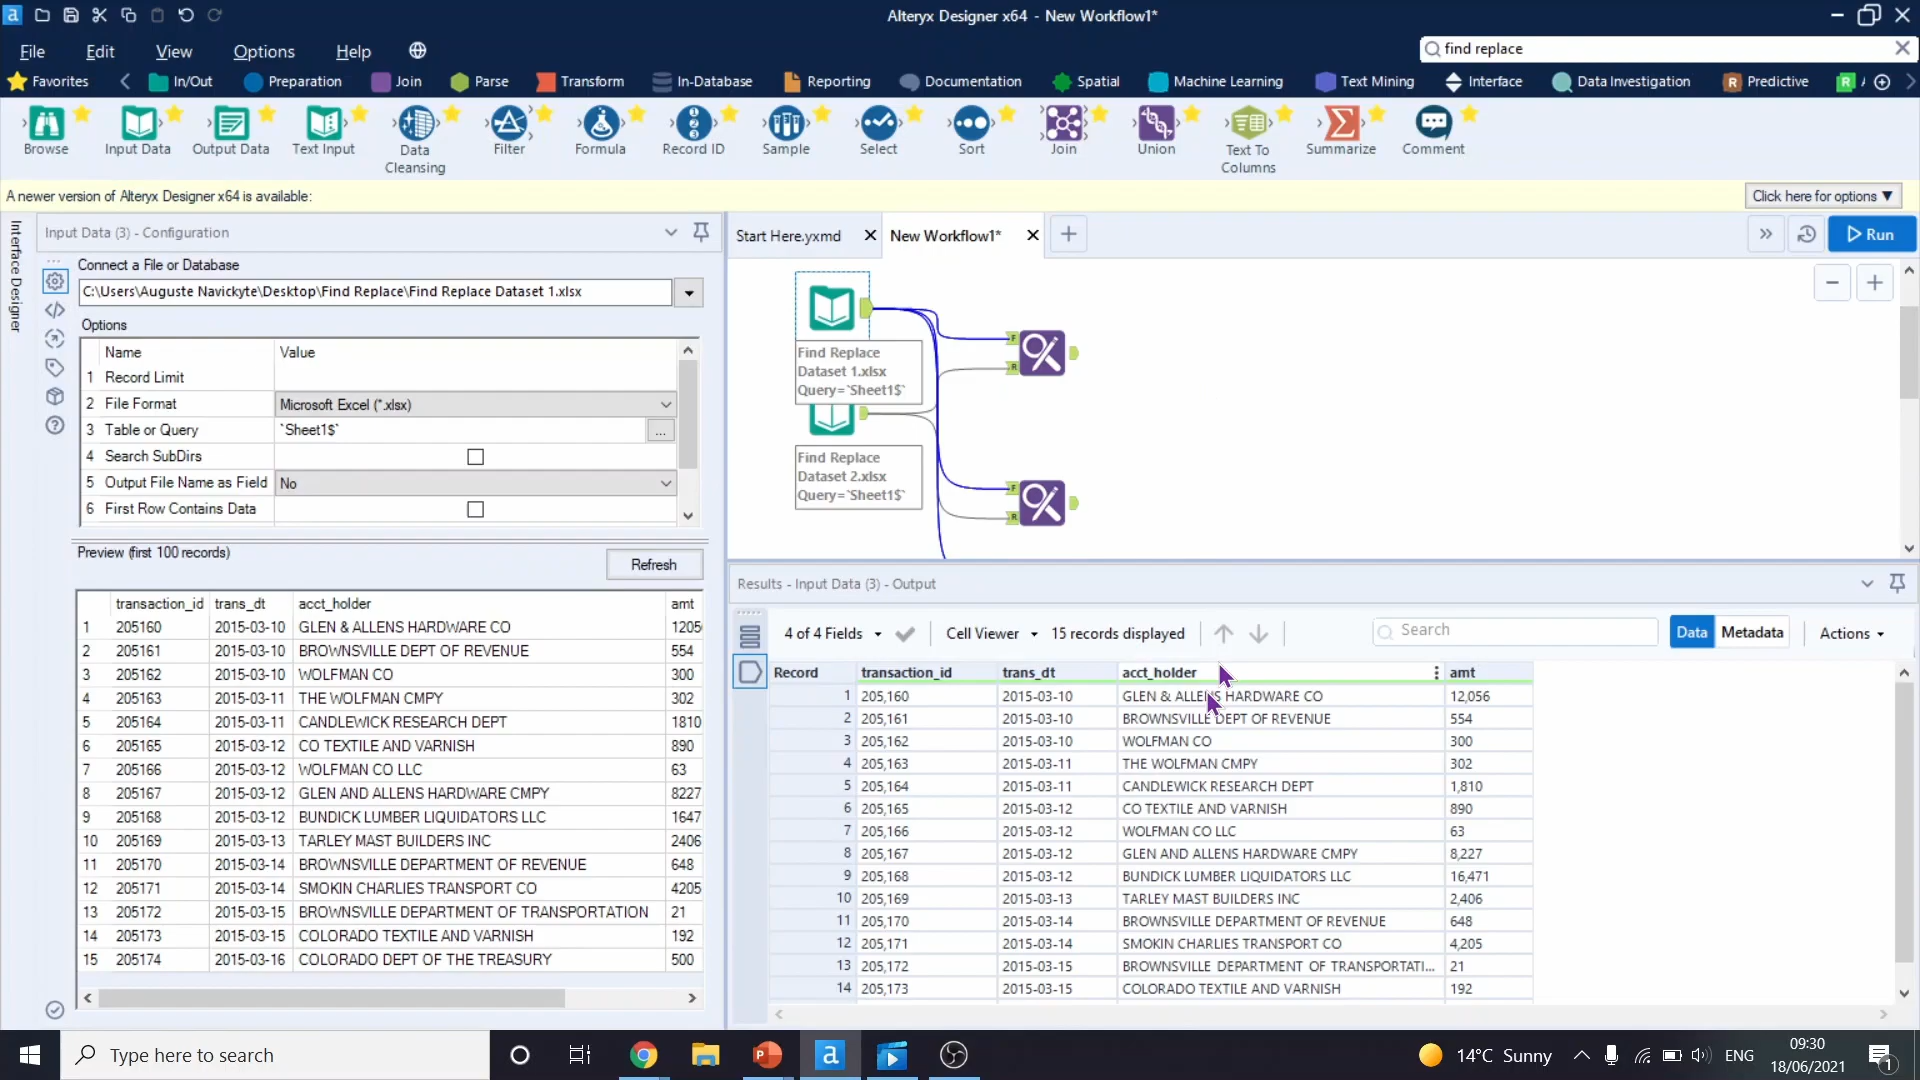 Alteryx Designer x64 - New Workflow1*
File Edit View Options Help
find replace
Favorites In/Out Preparation Join Parse Transform In-Database Reporting Documentation Spatial Machine Learning Text Mining Interface Data Investigation Predictive
Browse Input Data Output Data Text Input Data Cleansing Filter Formula Record ID Sample Select Sort Join Union Text To Columns Summarize Comment
A newer version of Alteryx Designer x64 is available:
Click here for options ▼
Interface Designer
Input Data (3) - Configuration
Connect a File or Database
C:\Users\Auguste Navickyte\Desktop\Find Replace\Find Replace Dataset 1.xlsx
Options
Name Value
1 Record Limit
2 File Format Microsoft Excel (*.xlsx)
3 Table or Query `Sheet1$` ...
4 Search SubDirs
5 Output File Name as Field No
6 First Row Contains Data
Preview (first 100 records)
Refresh
transaction_id trans_dt acct_holder amt
1 205160 2015-03-10 GLEN & ALLENS HARDWARE CO 1205
2 205161 2015-03-10 BROWNSVILLE DEPT OF REVENUE 554
3 205162 2015-03-10 WOLFMAN CO 300
4 205163 2015-03-11 THE WOLFMAN CMPY 302
5 205164 2015-03-11 CANDLEWICK RESEARCH DEPT 1810
6 205165 2015-03-12 CO TEXTILE AND VARNISH 890
7 205166 2015-03-12 WOLFMAN CO LLC 63
8 205167 2015-03-12 GLEN AND ALLENS HARDWARE CMPY 8227
9 205168 2015-03-12 BUNDICK LUMBER LIQUIDATORS LLC 1647
10 205169 2015-03-13 TARLEY MAST BUILDERS INC 2406
11 205170 2015-03-14 BROWNSVILLE DEPARTMENT OF REVENUE 648
12 205171 2015-03-14 SMOKIN CHARLIES TRANSPORT CO 4205
13 205172 2015-03-15 BROWNSVILLE DEPARTMENT OF TRANSPORTATION 21
14 205173 2015-03-15 COLORADO TEXTILE AND VARNISH 192
15 205174 2015-03-16 COLORADO DEPT OF THE TREASURY 500
Start Here.yxmd New Workflow1*
Run
Find Replace
Dataset 1.xlsx
Query=`Sheet1$`
Find Replace
Dataset 2.xlsx
Query=`Sheet1$`
F
R
F
R
Results - Input Data (3) - Output
4 of 4 Fields Cell Viewer 15 records displayed Search Data Metadata Actions
Record transaction_id trans_dt acct_holder amt
1 205,160 2015-03-10 GLEN & ALLENS HARDWARE CO 12,056
2 205,161 2015-03-10 BROWNSVILLE DEPT OF REVENUE 554
3 205,162 2015-03-10 WOLFMAN CO 300
4 205,163 2015-03-11 THE WOLFMAN CMPY 302
5 205,164 2015-03-11 CANDLEWICK RESEARCH DEPT 1,810
6 205,165 2015-03-12 CO TEXTILE AND VARNISH 890
7 205,166 2015-03-12 WOLFMAN CO LLC 63
8 205,167 2015-03-12 GLEN AND ALLENS HARDWARE CMPY 8,227
9 205,168 2015-03-12 BUNDICK LUMBER LIQUIDATORS LLC 16,471
10 205,169 2015-03-13 TARLEY MAST BUILDERS INC 2,406
11 205,170 2015-03-14 BROWNSVILLE DEPARTMENT OF REVENUE 648
12 205,171 2015-03-14 SMOKIN CHARLIES TRANSPORT CO 4,205
13 205,172 2015-03-15 BROWNSVILLE DEPARTMENT OF TRANSPORTATI... 21
14 205,173 2015-03-15 COLORADO TEXTILE AND VARNISH 192
Type here to search
14°C Sunny
ENG
09:30
18/06/2021
1